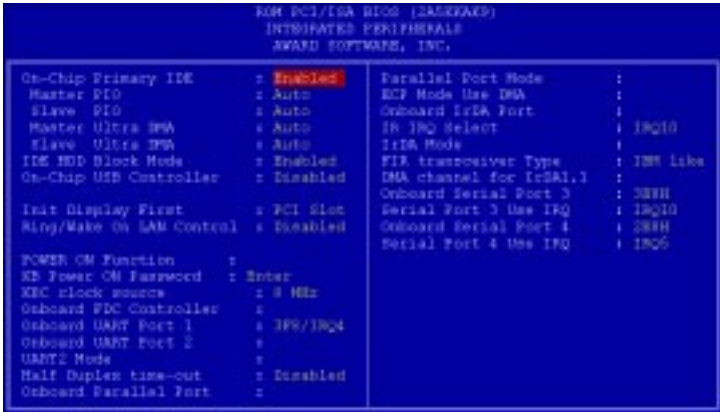 ROM PCI/ISA BIOS (2A5KKAK9)
INTEGRATED PERIPHERALS
AWARD SOFTWARE, INC.
On-Chip Primary IDE : Enabled
Master PIO : Auto
Slave PIO : Auto
Master Ultra DMA : Auto
Slave Ultra DMA : Auto
IDE HDD Block Mode : Enabled
On-Chip USB Controller : Disabled
Init Display First : PCI Slot
Ring/Wake On LAN Control : Disabled
POWER ON Function :
KB Power ON Password : Enter
KBC clock source : 8 MHz
Onboard FDC Controller :
Onboard UART Port 1 : 3F8/IRQ4
Onboard UART Port 2 :
UART2 Mode :
Half Duplex time-out : Disabled
Onboard Parallel Port :
Parallel Port Mode :
ECP Mode Use DMA :
Onboard IrDA Port :
IR IRQ Select : IRQ10
IrDA Mode :
FIR transceiver Type : IBM Like
DMA channel for IrDA1.1 :
Onboard Serial Port 3 : 3E8H
Serial Port 3 Use IRQ : IRQ10
Onboard Serial Port 4 : 2E8H
Serial Port 4 Use IRQ : IRQ5